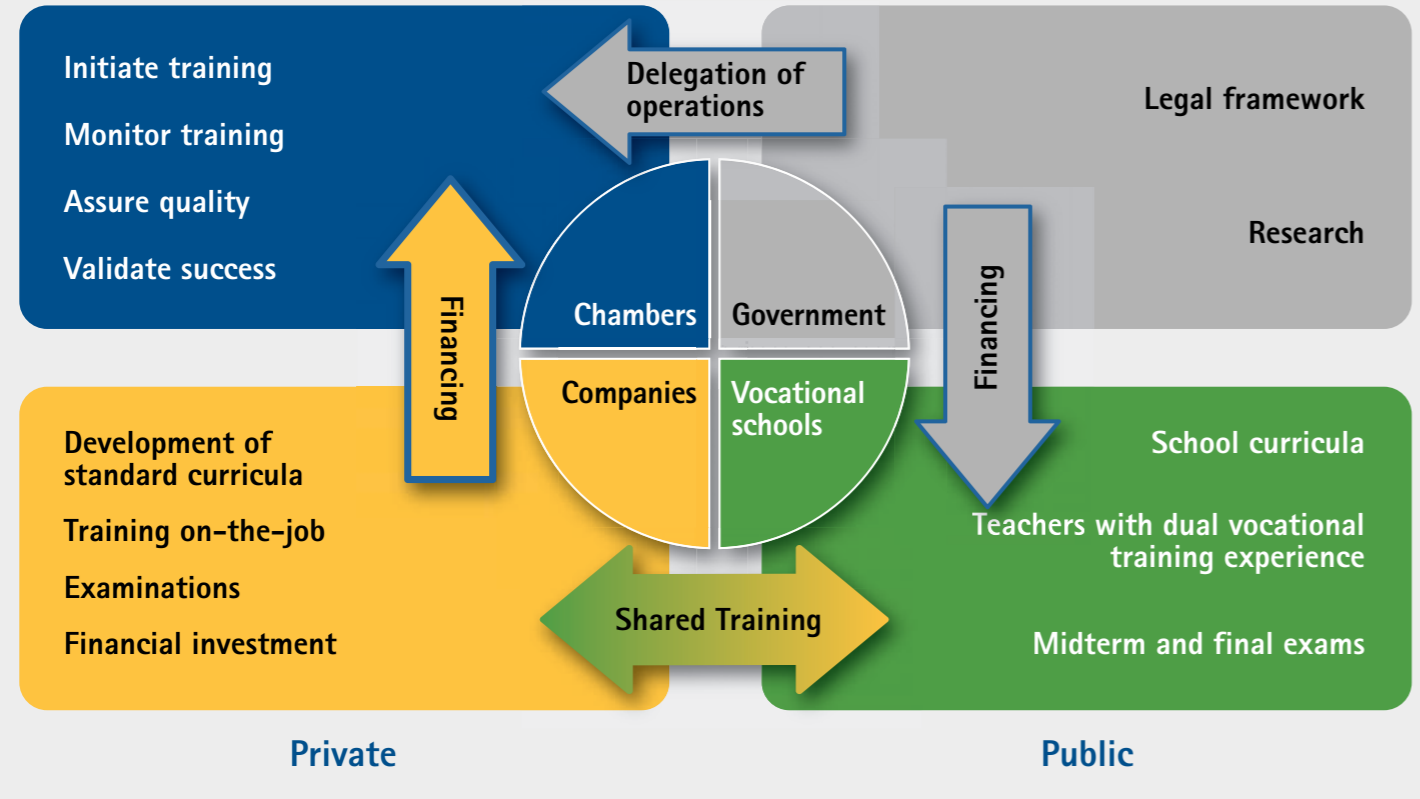 Initiate training
Monitor training
Assure quality
Validate success
Delegation of
operations
Legal framework
Research
Financing
Chambers
Government
Financing
Companies
Vocational
schools
Development of
standard curricula
Training on-the-job
Examinations
Financial investment
Shared Training
School curricula
Teachers with dual vocational
training experience
Midterm and final exams
Private
Public